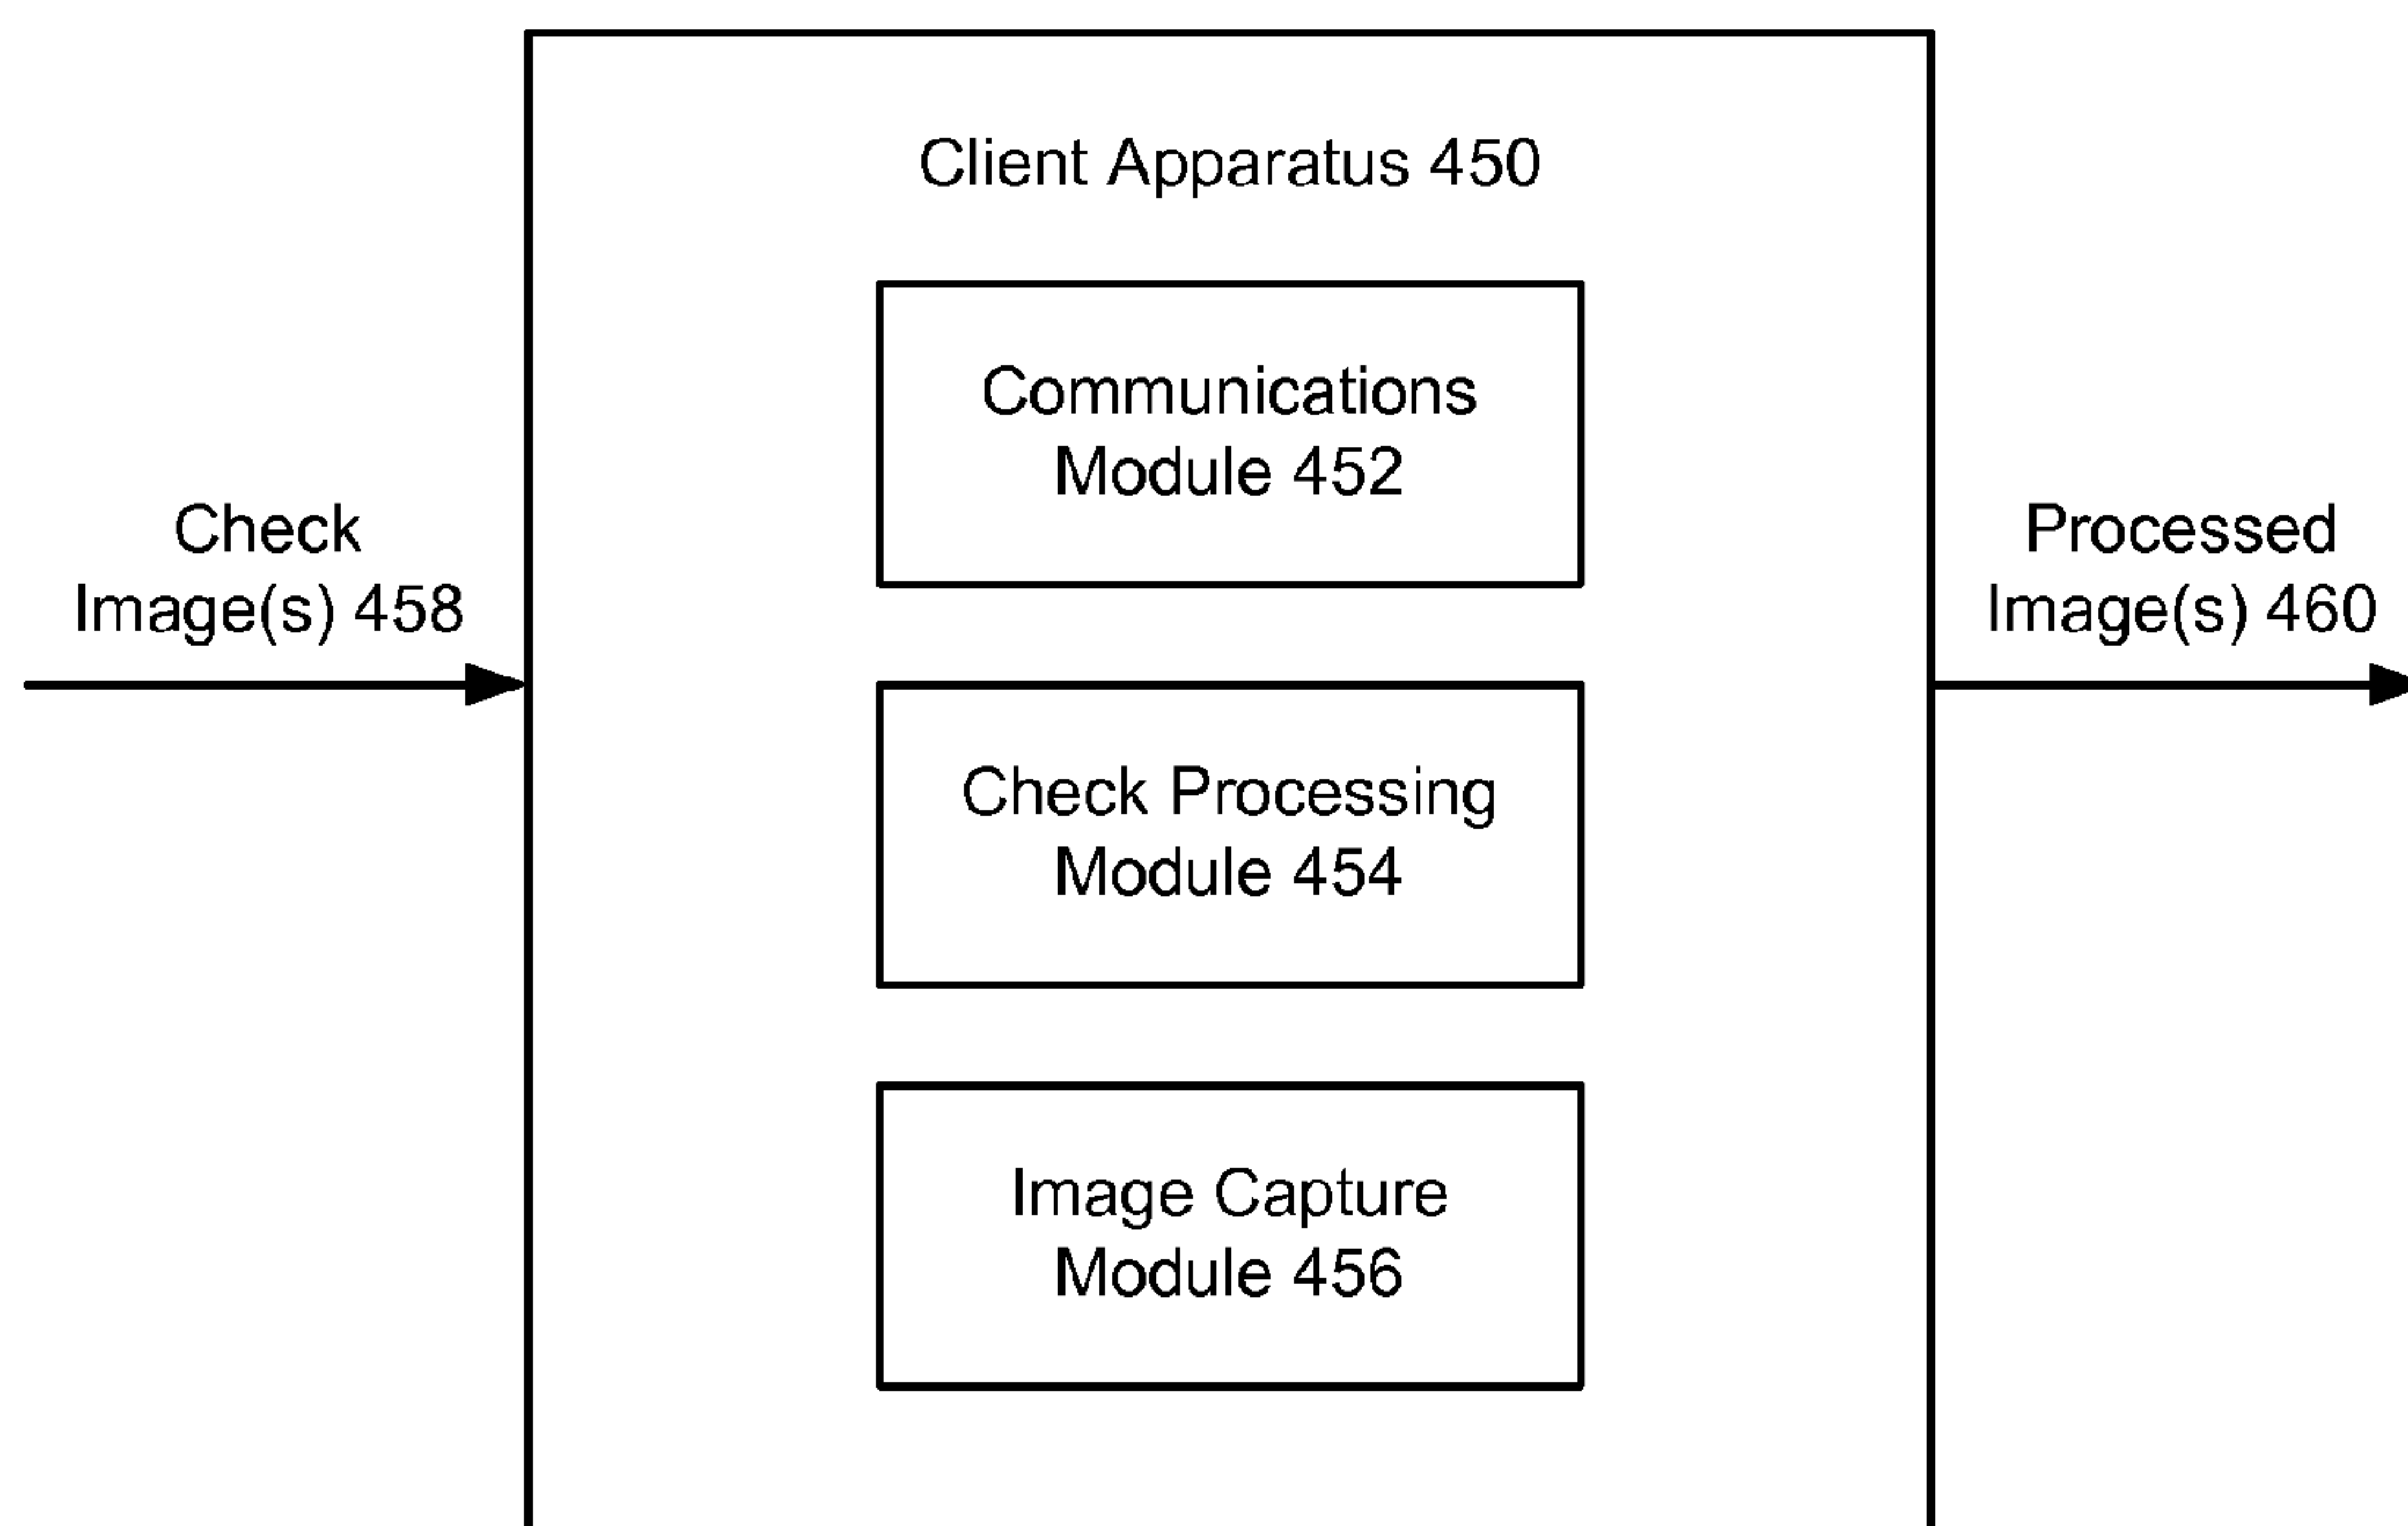 Client Apparatus 450
Communications
Module 452
Check
Image(s) 458
Processed
Image(s) 460
Check Processing
Module 454
Image Capture
Module 456